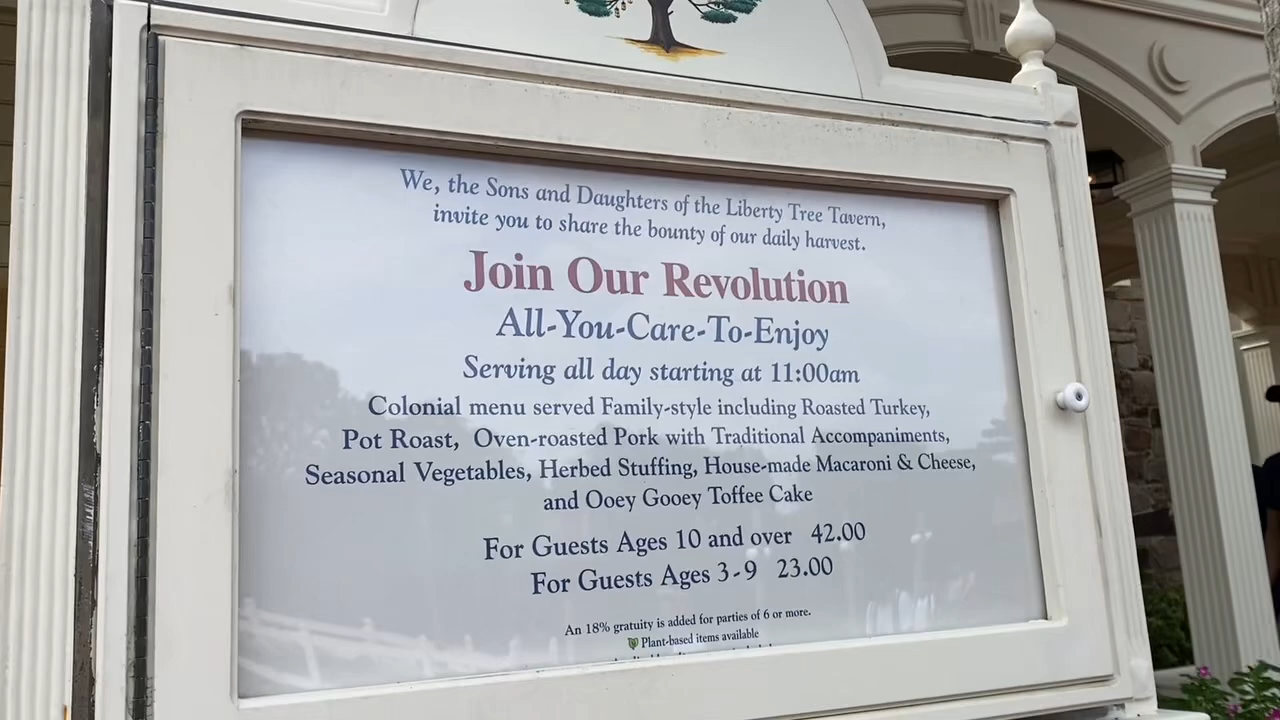 We, the Sons and Daughters of the Liberty Tree Tavern,
invite you to share the bounty of our daily harvest.
Join Our Revolution
All-You-Care-To-Enjoy
Serving all day starting at 11:00am
Colonial menu served Family-style including Roasted Turkey,
Pot Roast, Oven-roasted Pork with Traditional Accompaniments,
Seasonal Vegetables, Herbed Stuffing, House-made Macaroni & Cheese,
and Ooey Gooey Toffee Cake
For Guests Ages 10 and over 42.00
For Guests Ages 3-9 23.00
An 18% gratuity is added for parties of 6 or more.
Plant-based items available